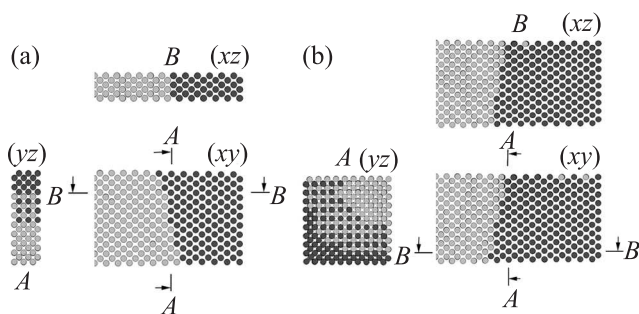 (a)
B (xz)
(yz)
A (xy)
B B
A A
(b)
B (xz)
A
A (yz) (xy)
B B
A